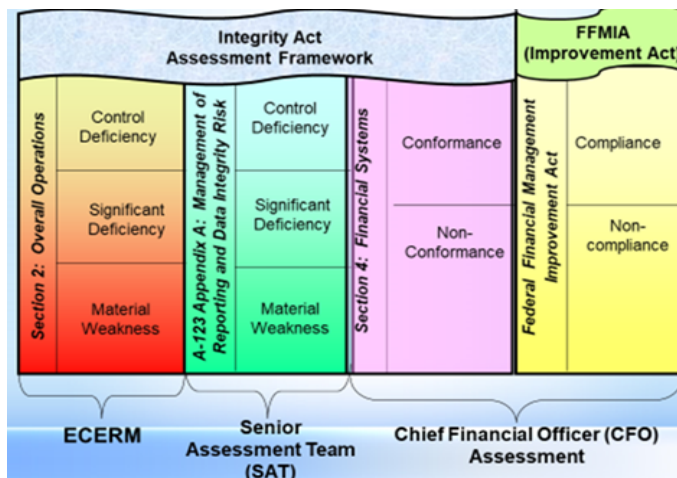 Integrity Act
Assessment Framework
FFMIA
(Improvement Act)
Section 2: Overall Operations
Control
Deficiency
Significant
Deficiency
Material
Weakness
A-123 Appendix A: Management of
Reporting and Data Integrity Risk
Control
Deficiency
Significant
Deficiency
Material
Weakness
Section 4: Financial Systems
Conformance
Non-
Conformance
Federal Financial Management
Improvement Act
Compliance
Non-
compliance
ECERM
Senior
Assessment Team
(SAT)
Chief Financial Officer (CFO)
Assessment